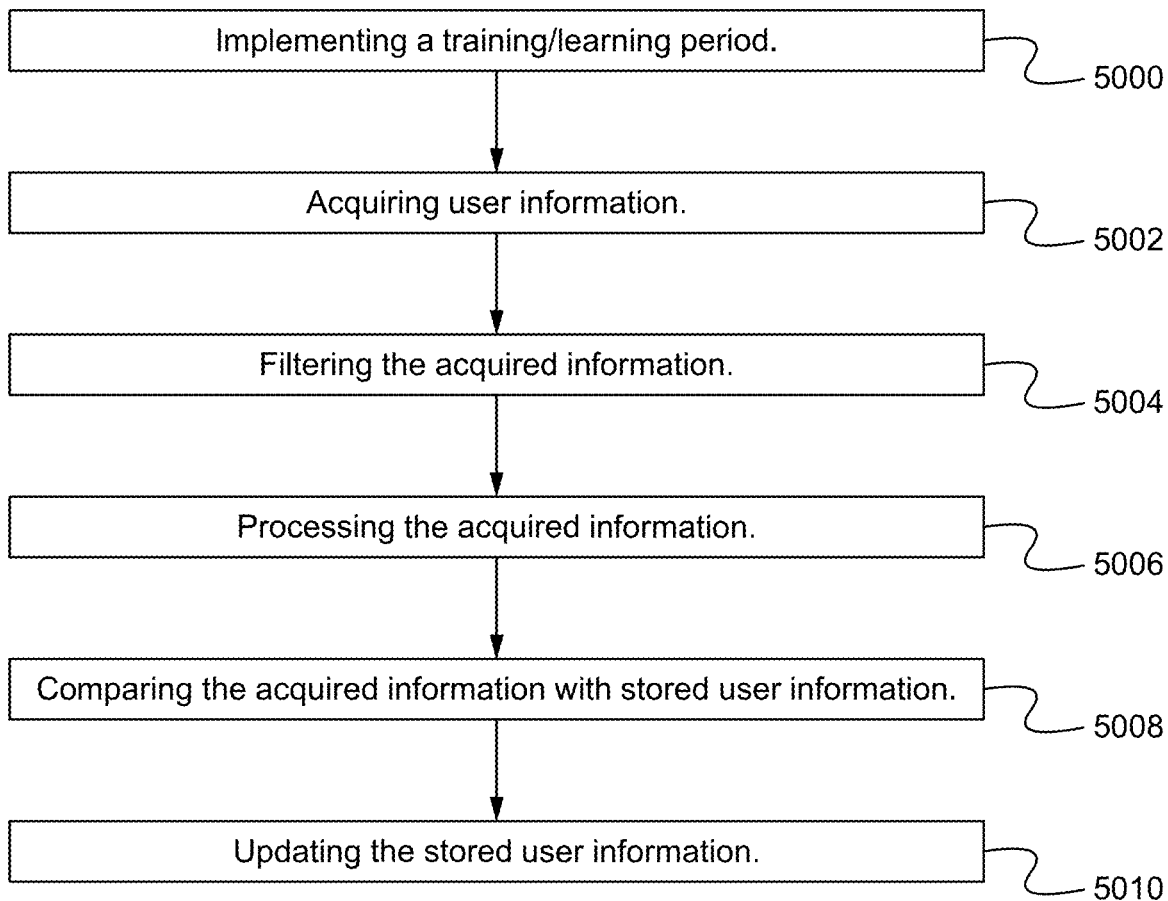 Implementing a training/learning period.
5000
Acquiring user information.
5002
Filtering the acquired information.
5004
Processing the acquired information.
5006
Comparing the acquired information with stored user information.
5008
Updating the stored user information.
5010